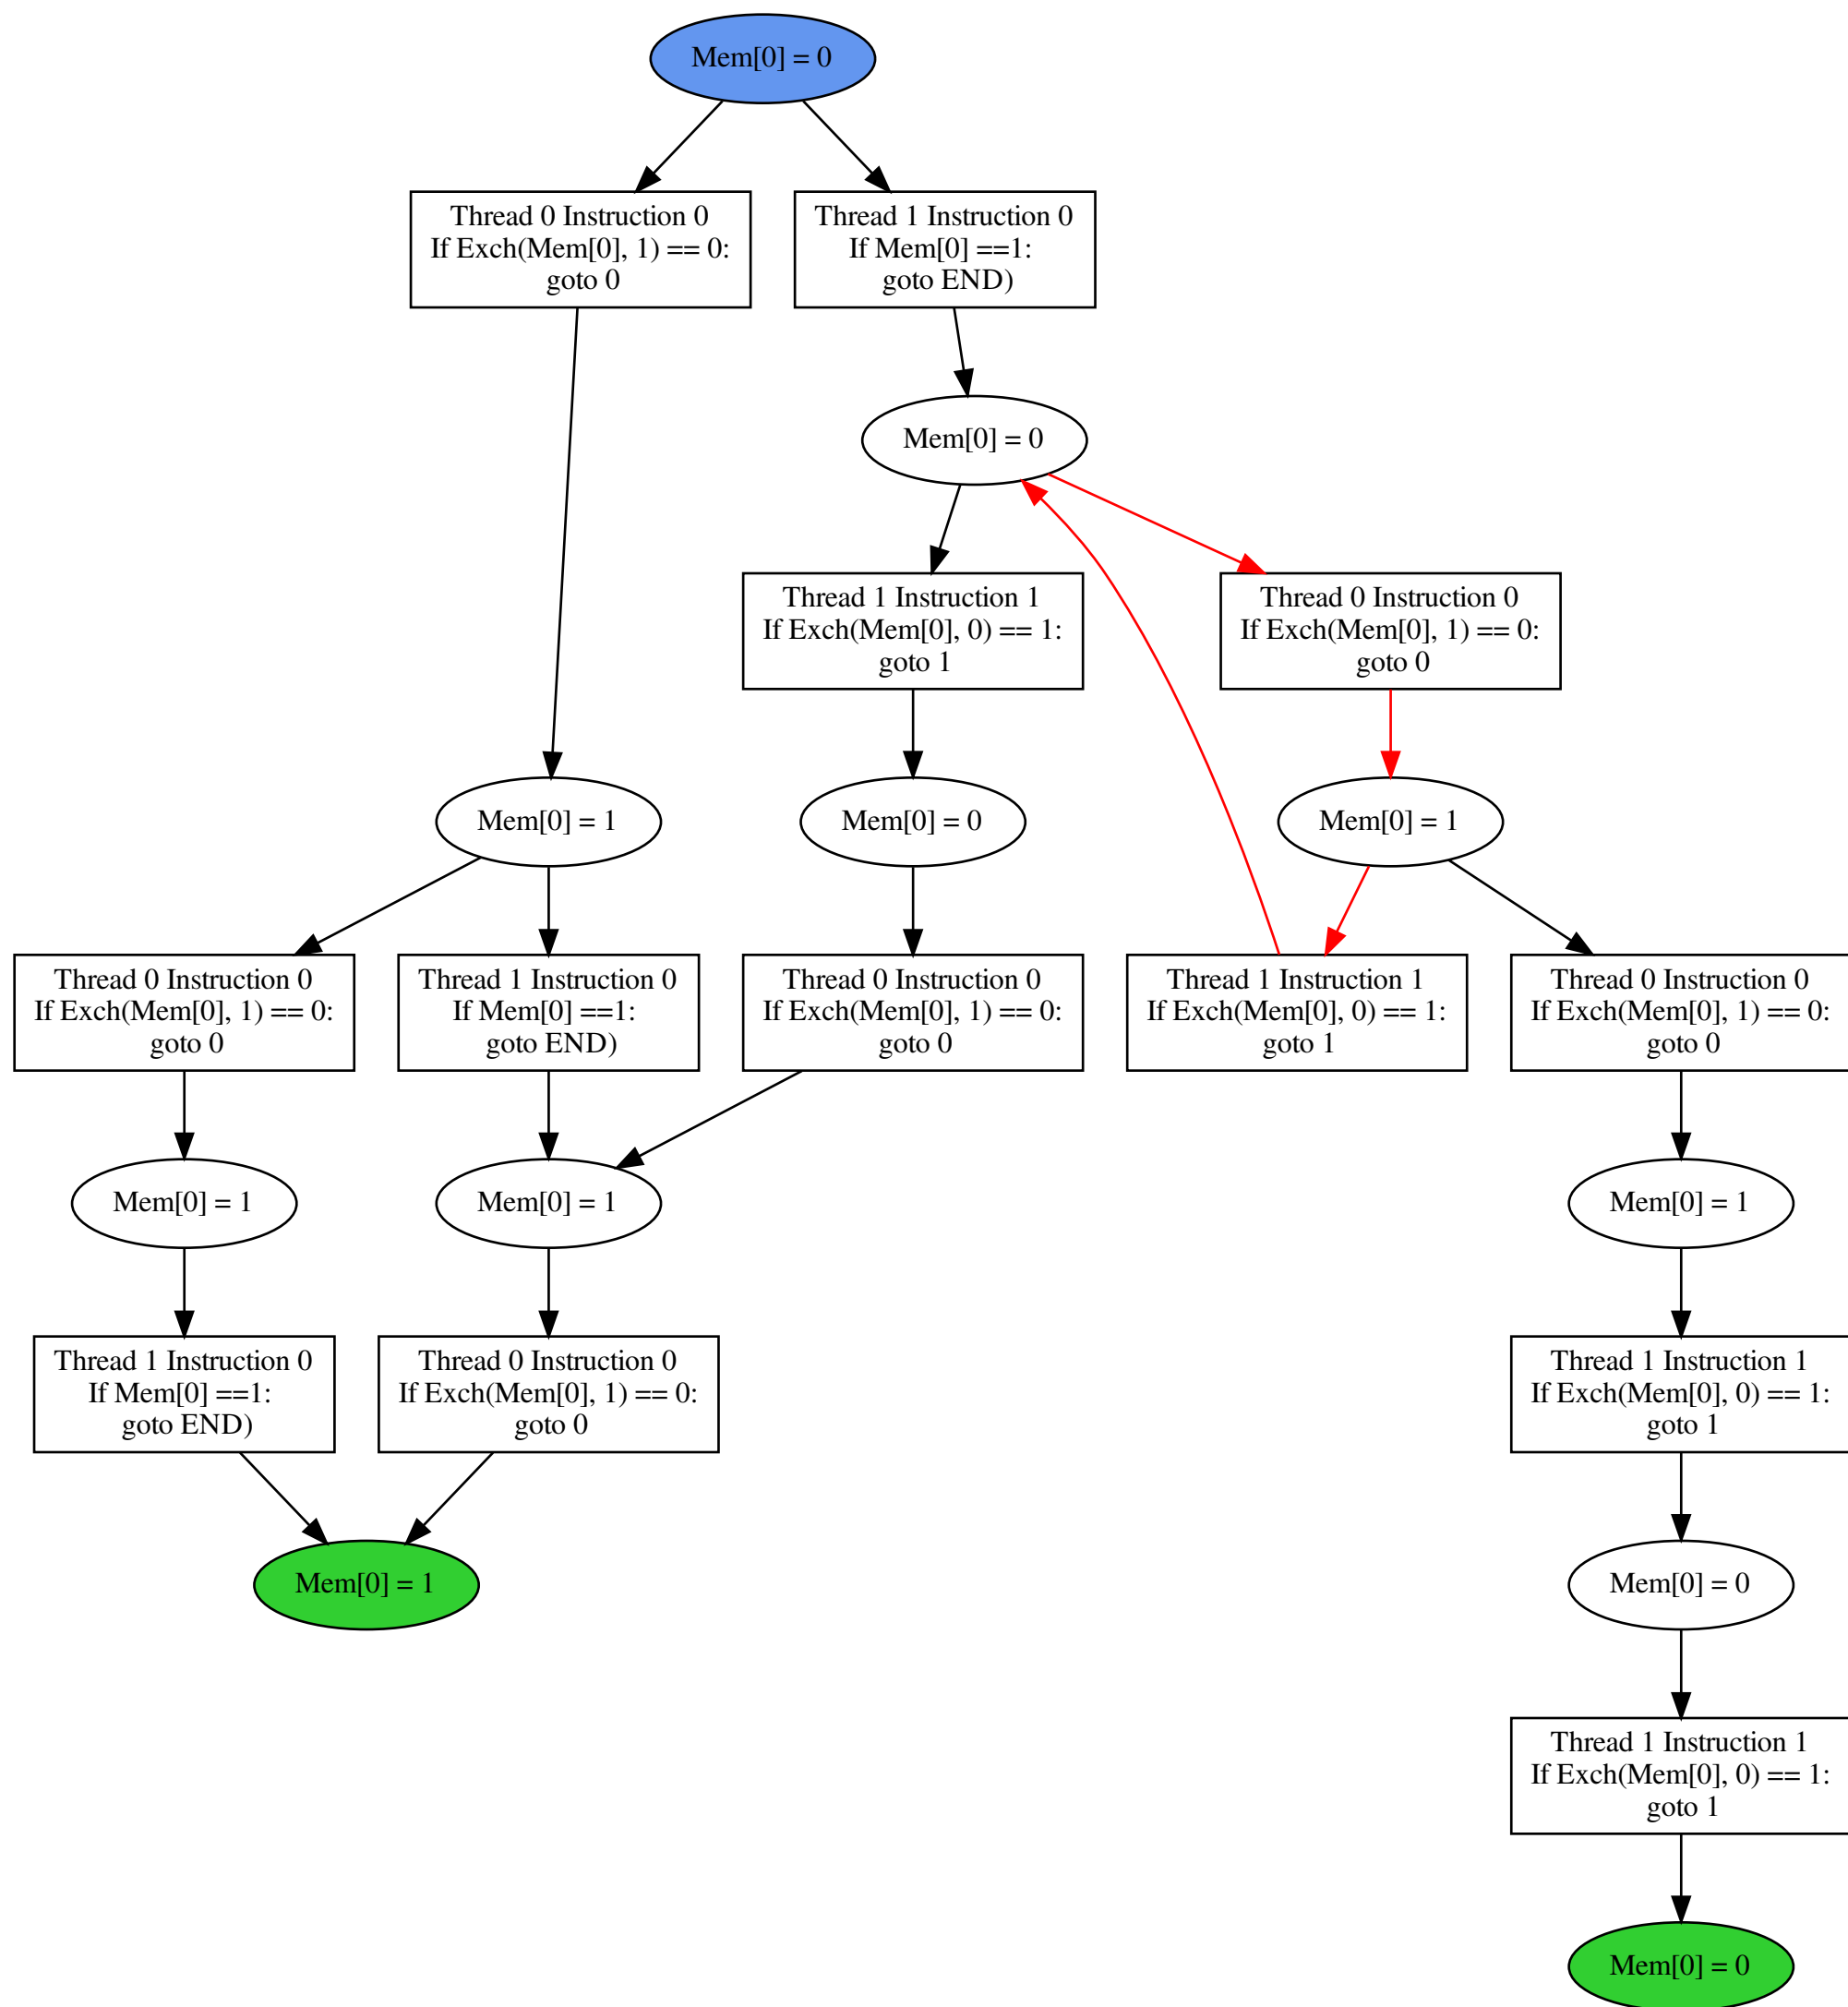 Mem[0] = 0
Thread 0 Instruction 0
If Exch(Mem[0], 1) == 0:
goto 0
Thread 1 Instruction 0
If Mem[0] ==1:
goto END)
Mem[0] = 0
Thread 1 Instruction 1
If Exch(Mem[0], 0) == 1:
goto 1
Thread 0 Instruction 0
If Exch(Mem[0], 1) == 0:
goto 0
Mem[0] = 1
Mem[0] = 0
Mem[0] = 1
Thread 0 Instruction 0
If Exch(Mem[0], 1) == 0:
goto 0
Thread 1 Instruction 0
If Mem[0] ==1:
goto END)
Thread 0 Instruction 0
If Exch(Mem[0], 1) == 0:
goto 0
Thread 1 Instruction 1
If Exch(Mem[0], 0) == 1:
goto 1
Thread 0 Instruction 0
If Exch(Mem[0], 1) == 0:
goto 0
Mem[0] = 1
Mem[0] = 1
Mem[0] = 1
Thread 1 Instruction 0
If Mem[0] ==1:
goto END)
Thread 0 Instruction 0
If Exch(Mem[0], 1) == 0:
goto 0
Thread 1 Instruction 1
If Exch(Mem[0], 0) == 1:
goto 1
Mem[0] = 1
Mem[0] = 0
Thread 1 Instruction 1
If Exch(Mem[0], 0) == 1:
goto 1
Mem[0] = 0